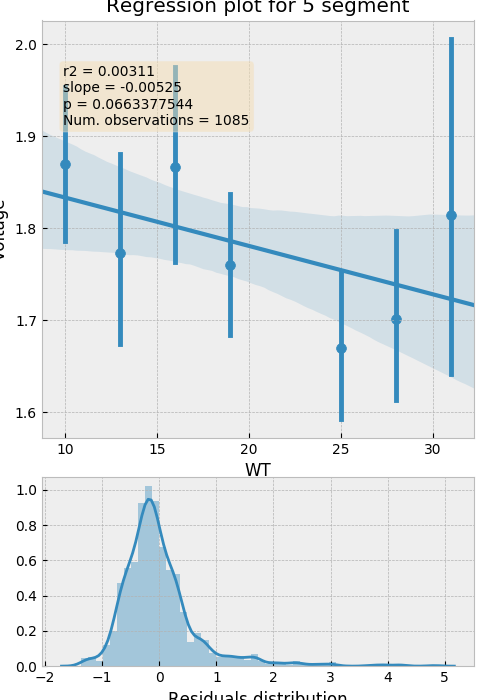 Regression plot for 5 segment
2.0
1.9
1.8
1.7
1.6
r2 = 0.00311
slope = -0.00525
p = 0.0663377544
Num. observations = 1085
Voltage
10 15 20 25 30
WT
1.0
0.8
0.6
0.4
0.2
0.0
−2 −1 0 1 2 3 4 5
Residuals distribution